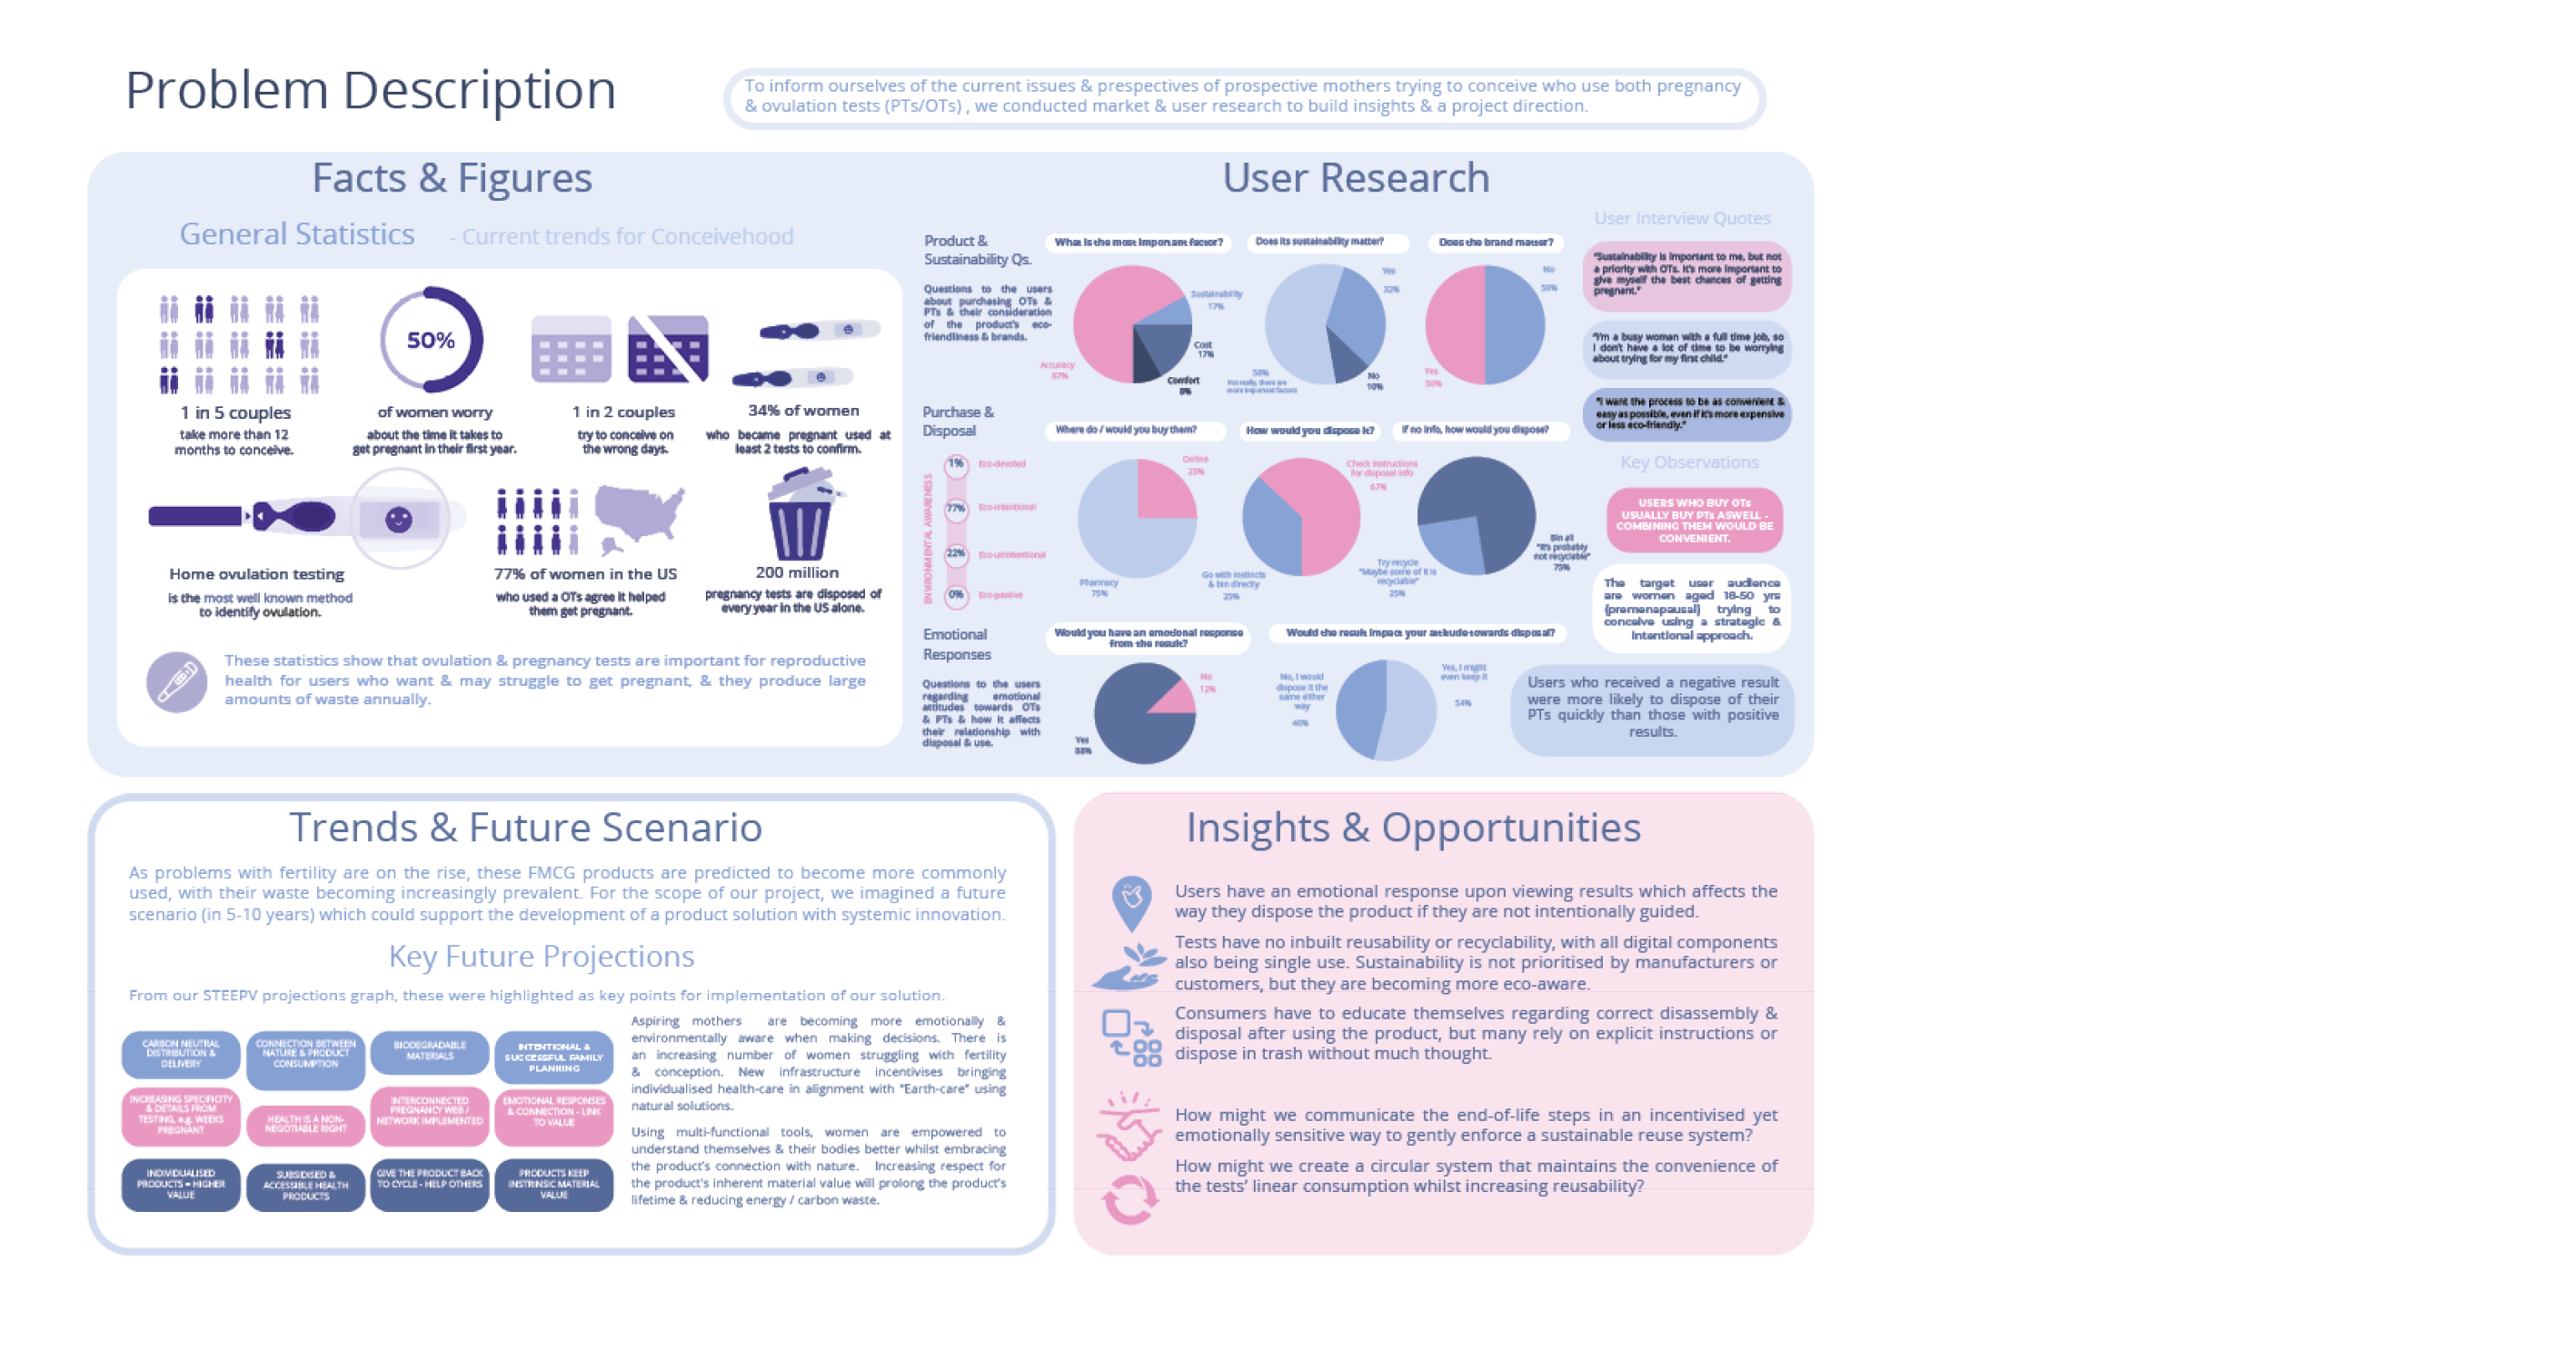 Problem Description
To inform ourselves of the current issues & prespectives of prospective mothers trying to conceive who use both pregnancy
& ovulation tests (PTs/OTs) , we conducted market & user research to build insights & a project direction.
Facts & Figures
General Statistics - Current trends for Conceivehood
50%
1 in 5 couples
take more than 12
months to conceive.
of women worry
about the time it takes to
get pregnant in their first year.
1 in 2 couples
try to conceive on
the wrong days.
34% of women
who became pregnant used at
least 2 tests to confirm.
Home ovulation testing
is the most well known method
to identify ovulation.
77% of women in the US
who used a OTs agree it helped
them get pregnant.
200 million
pregnancy tests are disposed of
every year in the US alone.
These statistics show that ovulation & pregnancy tests are important for reproductive
health for users who want & may struggle to get pregnant, & they produce large
amounts of waste annually.
User Research
Product &
Sustainability Qs.
Questions to the users
about purchasing OTs &
PTs & their consideration
of the product's eco-
friendliness & brands.
What is the most important factor?
Sustainability
17%
Cost
17%
Comfort
8%
Accuracy
67%
Does its sustainability matter?
Yes
32%
No
10%
58%
Not really, there are
more important factors
Does the brand matter?
No
50%
Yes
50%
Purchase &
Disposal
ENVIRONMENTAL AWARENESS
1% Eco-devoted
77% Eco-intentional
22% Eco-unintentional
0% Eco-passive
Where do / would you buy them?
Online
25%
Pharmacy
75%
How would you dispose it?
Check instructions
for disposal info
67%
Go with instincts
& bin directly
25%
If no info, how would you dispose?
Bin all
"It's probably
not recyclable"
75%
Try recycle
"Maybe some of it is
recyclable"
25%
Emotional
Responses
Questions to the users
regarding emotional
attitudes towards OTs
& PTs & how it affects
their relationship with
disposal & use.
Would you have an emotional response
from the result?
No
12%
Yes
88%
Would the result impact your attitude towards disposal?
No, I would
dispose it the
same either
way
46%
Yes, I might
even keep it
54%
User Interview Quotes
"Sustainability is important to me, but not
a priority with OTs. It's more important to
give myself the best chances of getting
pregnant."
"I'm a busy woman with a full time job, so
I don't have a lot of time to be worrying
about trying for my first child."
"I want the process to be as convenient &
easy as possible, even if it's more expensive
or less eco-friendly."
Key Observations
USERS WHO BUY OTs
USUALLY BUY PTs ASWELL -
COMBINING THEM WOULD BE
CONVENIENT.
The target user audience
are women aged 18-50 yrs
(premenapausal) trying to
conceive using a strategic &
intentional approach.
Users who received a negative result
were more likely to dispose of their
PTs quickly than those with positive
results.
Trends & Future Scenario
As problems with fertility are on the rise, these FMCG products are predicted to become more commonly
used, with their waste becoming increasingly prevalent. For the scope of our project, we imagined a future
scenario (in 5-10 years) which could support the development of a product solution with systemic innovation.
Key Future Projections
From our STEEPV projections graph, these were highlighted as key points for implementation of our solution.
CARBON NEUTRAL
DISTRIBUTION &
DELIVERY
CONNECTION BETWEEN
NATURE & PRODUCT
CONSUMPTION
BIODEGRADABLE
MATERIALS
INTENTIONAL &
SUCCESSFUL FAMILY
PLANNING
INCREASING SPECIFICITY
& DETAILS FROM
TESTING, e.g. WEEKS
PREGNANT
HEALTH IS A NON-
NEGOTIABLE RIGHT
INTERCONNECTED
PREGNANCY WEB /
NETWORK IMPLEMENTED
EMOTIONAL RESPONSES
& CONNECTION - LINK
TO VALUE
INDIVIDUALISED
PRODUCTS = HIGHER
VALUE
SUBSIDISED &
ACCESSIBLE HEALTH
PRODUCTS
GIVE THE PRODUCT BACK
TO CYCLE - HELP OTHERS
PRODUCTS KEEP
INSTRINSIC MATERIAL
VALUE
Aspiring mothers are becoming more emotionally &
environmentally aware when making decisions. There is
an increasing number of women struggling with fertility
& conception. New infrastructure incentivises bringing
individualised health-care in alignment with "Earth-care" using
natural solutions.
Using multi-functional tools, women are empowered to
understand themselves & their bodies better whilst embracing
the product's connection with nature. Increasing respect for
the product's inherent material value will prolong the product's
lifetime & reducing energy / carbon waste.
Insights & Opportunities
Users have an emotional response upon viewing results which affects the
way they dispose the product if they are not intentionally guided.
Tests have no inbuilt reusability or recyclability, with all digital components
also being single use. Sustainability is not prioritised by manufacturers or
customers, but they are becoming more eco-aware.
Consumers have to educate themselves regarding correct disassembly &
disposal after using the product, but many rely on explicit instructions or
dispose in trash without much thought.
How might we communicate the end-of-life steps in an incentivised yet
emotionally sensitive way to gently enforce a sustainable reuse system?
How might we create a circular system that maintains the convenience of
the tests' linear consumption whilst increasing reusability?